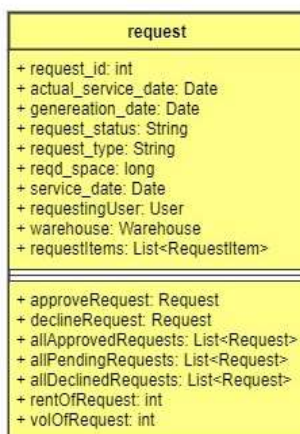 request
+ request_id: int
+ actual_service_date: Date
+ genereation_date: Date
+ request_status: String
+ request_type: String
+ reqd_space: long
+ service_date: Date
+ requestingUser: User
+ warehouse: Warehouse
+ requestItems: List<RequestItem>
+ approveRequest: Request
+ declineRequest: Request
+ allApprovedRequests: List<Request>
+ allPendingRequests: List<Request>
+ allDeclinedRequests: List<Request>
+ rentOfRequest: int
+ volOfRequest: int